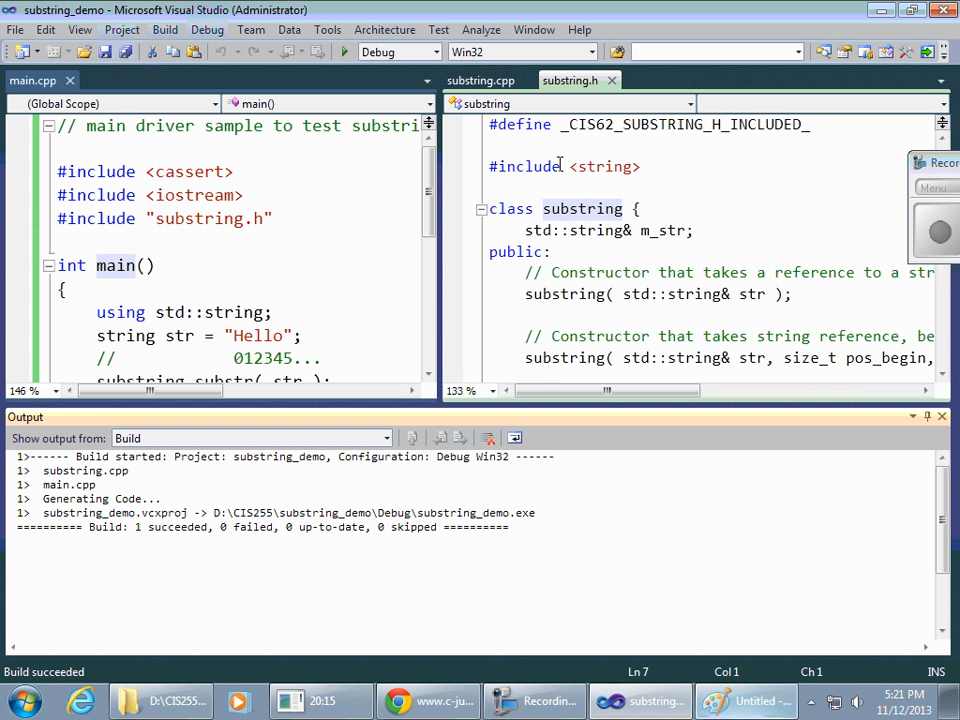 substring_demo - Microsoft Visual Studio (Administrator)
File Edit View Project Build Debug Team Data Tools Architecture Test Analyze Window Help
Debug Win32
main.cpp
(Global Scope) main()
// main driver sample to test substri
#include <cassert>
#include <iostream>
#include "substring.h"
int main()
{
using std::string;
string str = "Hello";
// 012345...
substring substr( str );
146 %
substring.cpp substring.h
substring
#define _CIS62_SUBSTRING_H_INCLUDED_
#include <string>
class substring {
std::string& m_str;
public:
// Constructor that takes a reference to a str
substring( std::string& str );
// Constructor that takes string reference, be
substring( std::string& str, size_t pos_begin,
133 %
Recor
Menu
Output
Show output from: Build
1>------ Build started: Project: substring_demo, Configuration: Debug Win32 ------
1> substring.cpp
1> main.cpp
1> Generating Code...
1> substring_demo.vcxproj -> D:\CIS255\substring_demo\Debug\substring_demo.exe
========== Build: 1 succeeded, 0 failed, 0 up-to-date, 0 skipped ==========
Build succeeded Ln 7 Col 1 Ch 1 INS
D:\CIS255... 20:15 www.c-ju... Recordin... substring... Untitled -...
5:21 PM
11/12/2013